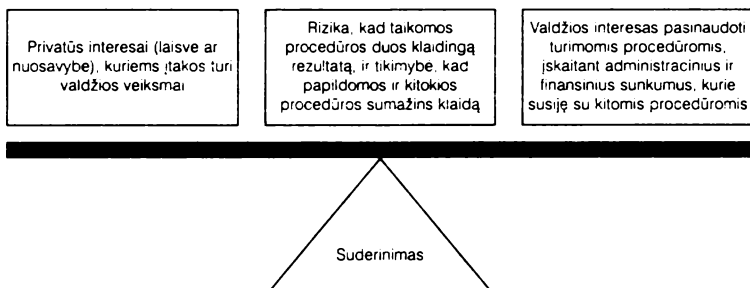 Privatūs interesai (laisvė ar
nuosavybė), kuriems įtakos turi
valdžios veiksmai
Rizika, kad taikomos
procedūros duos klaidingą
rezultatą, ir tikimybė, kad
papildomos ir kitokios
procedūros sumažins klaidą
Valdžios interesas pasinaudoti
turimomis procedūromis,
įskaitant administracinius ir
finansinius sunkumus, kurie
susiję su kitomis procedūromis
Suderinimas